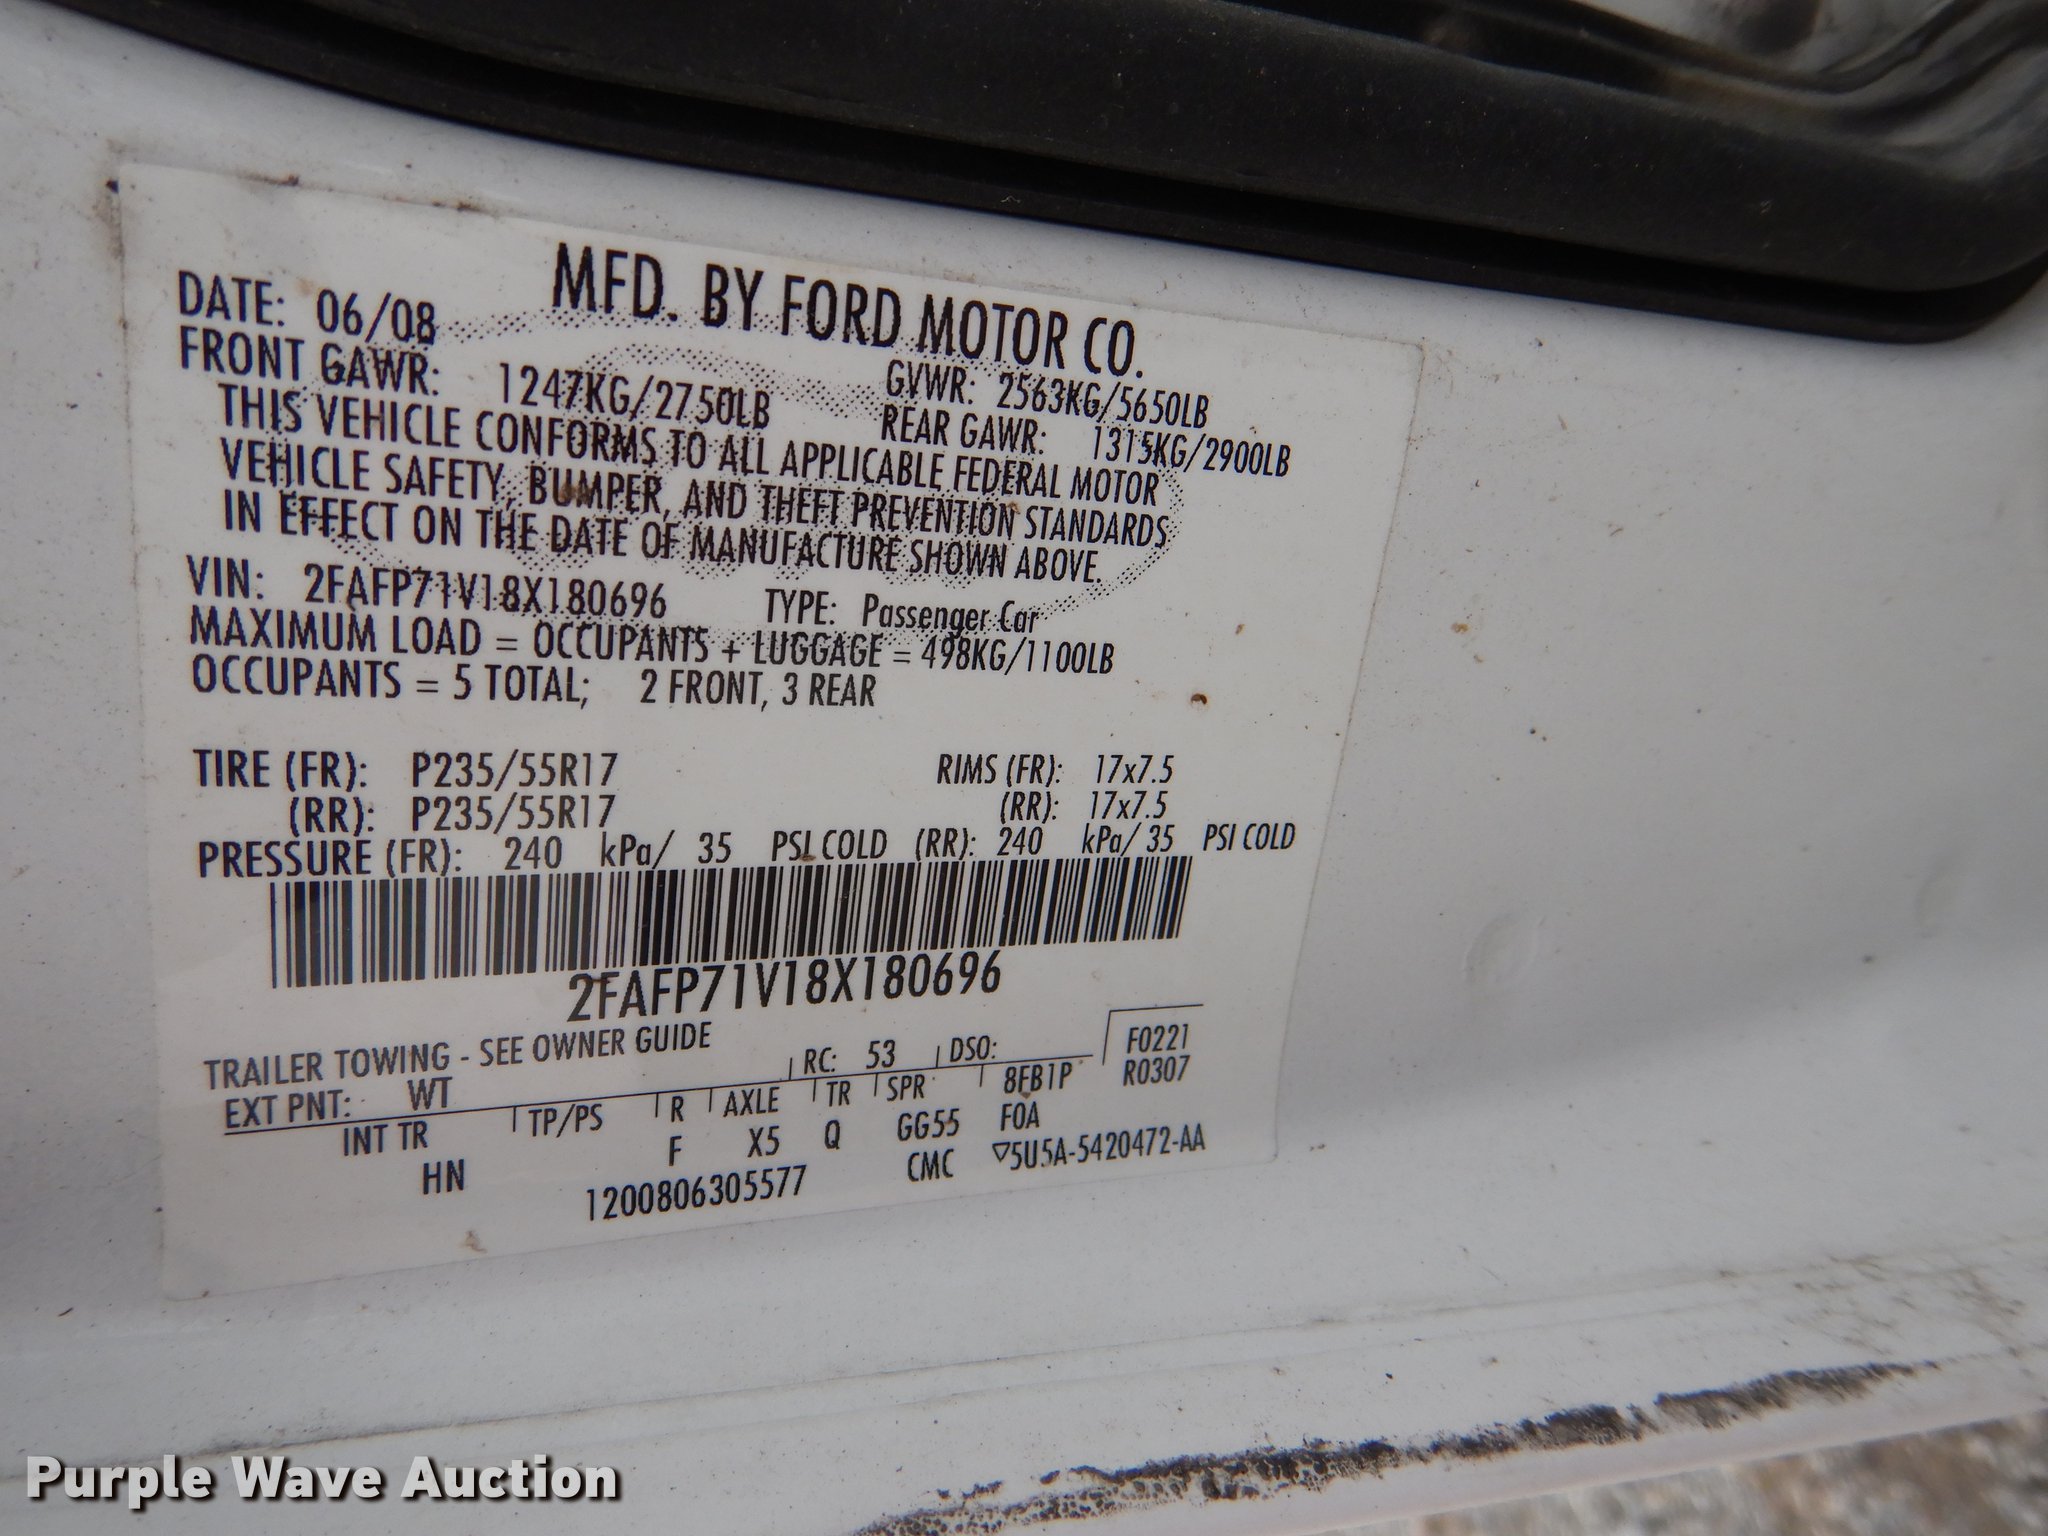 MFD. BY FORD MOTOR CO.
DATE: 06/08 GVWR: 2563KG/5650LB
FRONT GAWR: 1247KG/2750LB REAR GAWR: 1315KG/2900LB
THIS VEHICLE CONFORMS TO ALL APPLICABLE FEDERAL MOTOR
VEHICLE SAFETY, BUMPER, AND THEFT PREVENTION STANDARDS
IN EFFECT ON THE DATE OF MANUFACTURE SHOWN ABOVE.
VIN: 2FAFP71V18X180696 TYPE: Passenger Car
MAXIMUM LOAD = OCCUPANTS + LUGGAGE = 498KG/1100LB
OCCUPANTS = 5 TOTAL; 2 FRONT, 3 REAR
TIRE (FR): P235/55R17 RIMS (FR): 17x7.5
(RR): P235/55R17 (RR): 17x7.5
PRESSURE (FR): 240 kPa/ 35 PSI COLD (RR): 240 kPa/ 35 PSI COLD
2FAFP71V18X180696
TRAILER TOWING - SEE OWNER GUIDE
EXT PNT: WT RC: 53 DSO: F0221
R0307
INT TR TP/PS R AXLE TR SPR 8FB1P
HN F X5 Q GG55 F0A
1200806305577 CMC ▽5U5A-5420472-AA
Purple Wave Auction